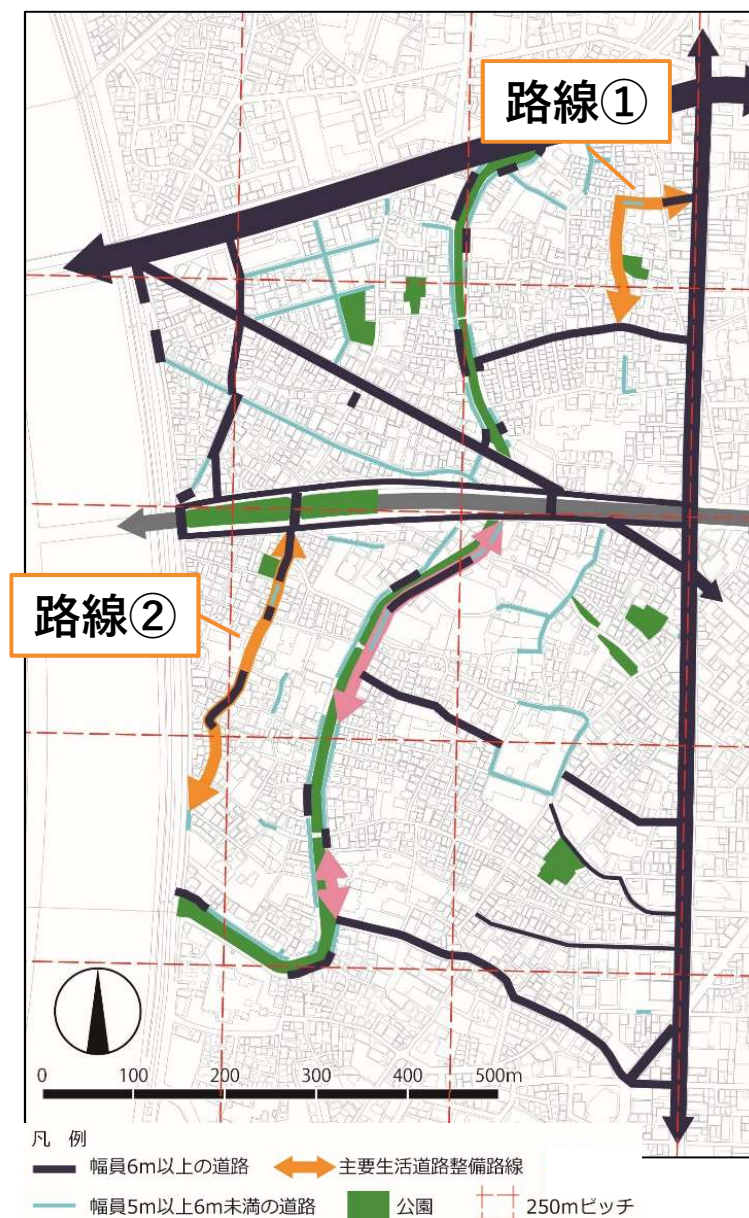 路線①
路線②
0 100 200 300 400 500m
凡 例
幅員6m以上の道路 主要生活道路整備路線
幅員5m以上6m未満の道路 公園 250mピッチ